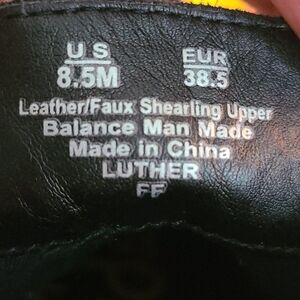 US EUR
8.5M 38.5
Leather/Faux Shearling Upper
Balance Man Made
Made in China
LUTHER
FF